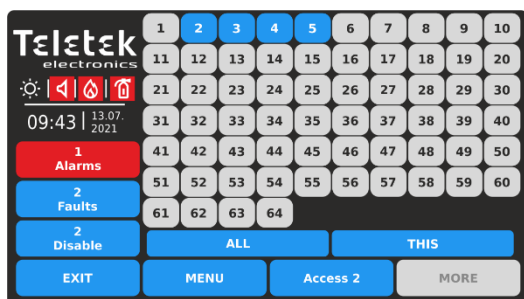 Teletek
electronics
09:43
13.07.
2021
1
Alarms
2
Faults
2
Disable
EXIT
1 2 3 4 5 6 7 8 9 10
11 12 13 14 15 16 17 18 19 20
21 22 23 24 25 26 27 28 29 30
31 32 33 34 35 36 37 38 39 40
41 42 43 44 45 46 47 48 49 50
51 52 53 54 55 56 57 58 59 60
61 62 63 64
ALL THIS
MENU Access 2 MORE